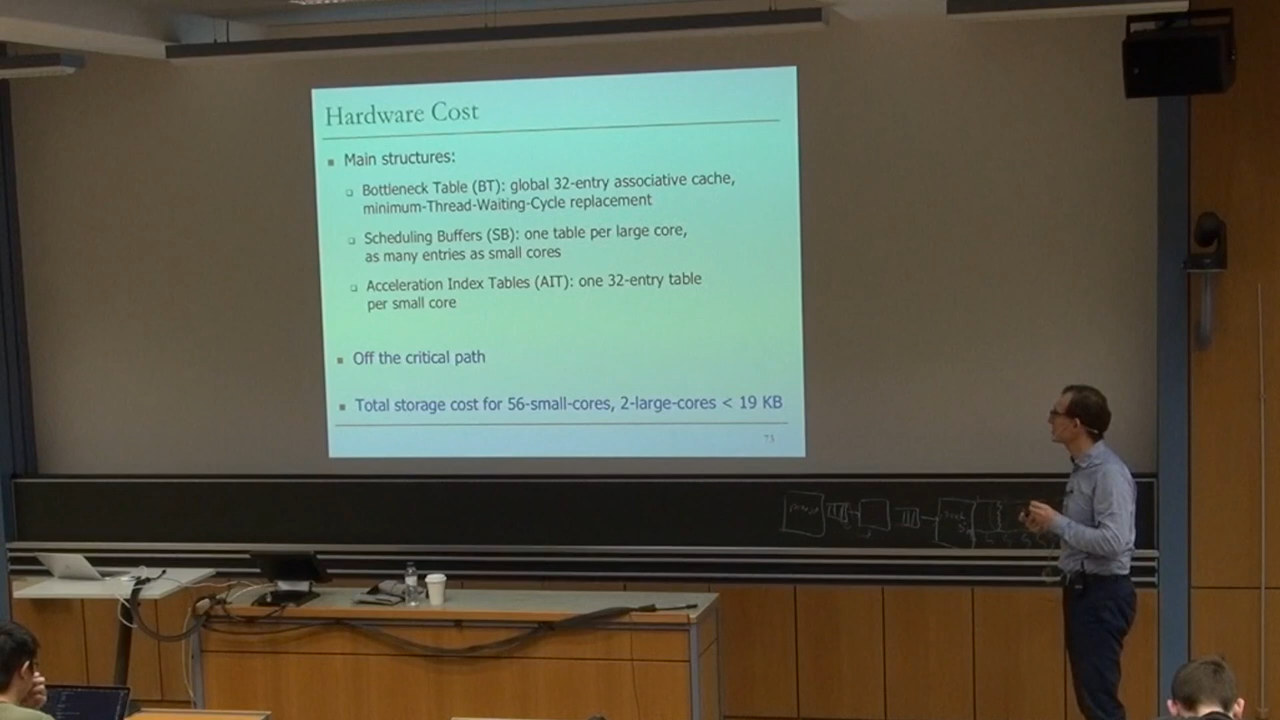 Hardware Cost
Main structures:
Bottleneck Table (BT): global 32-entry associative cache,
minimum-Thread-Waiting-Cycle replacement
Scheduling Buffers (SB): one table per large core,
as many entries as small cores
Acceleration Index Tables (AIT): one 32-entry table
per small core
Off the critical path
Total storage cost for 56-small-cores, 2-large-cores < 19 KB
73